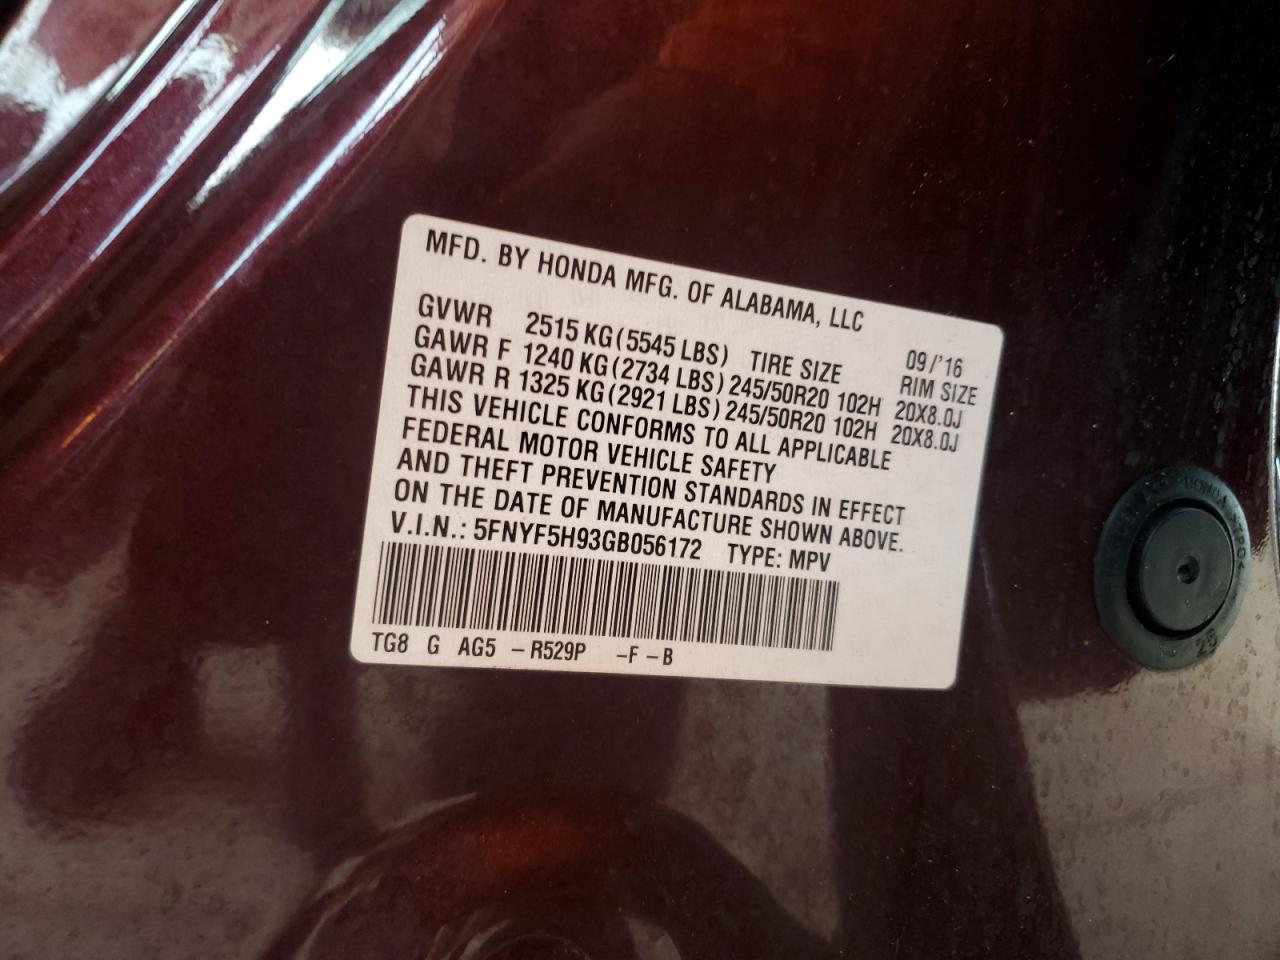 MFD. BY HONDA MFG. OF ALABAMA, LLC
09/'16
GVWR 2515 KG (5545 LBS) TIRE SIZE RIM SIZE
GAWR F 1240 KG (2734 LBS) 245/50R20 102H 20X8.0J
GAWR R 1325 KG (2921 LBS) 245/50R20 102H 20X8.0J
THIS VEHICLE CONFORMS TO ALL APPLICABLE
FEDERAL MOTOR VEHICLE SAFETY
AND THEFT PREVENTION STANDARDS IN EFFECT
ON THE DATE OF MANUFACTURE SHOWN ABOVE.
V.I.N.: 5FNYF5H93GB056172 TYPE: MPV
TG8 G AG5 -R529P -F -B
HONDA
25